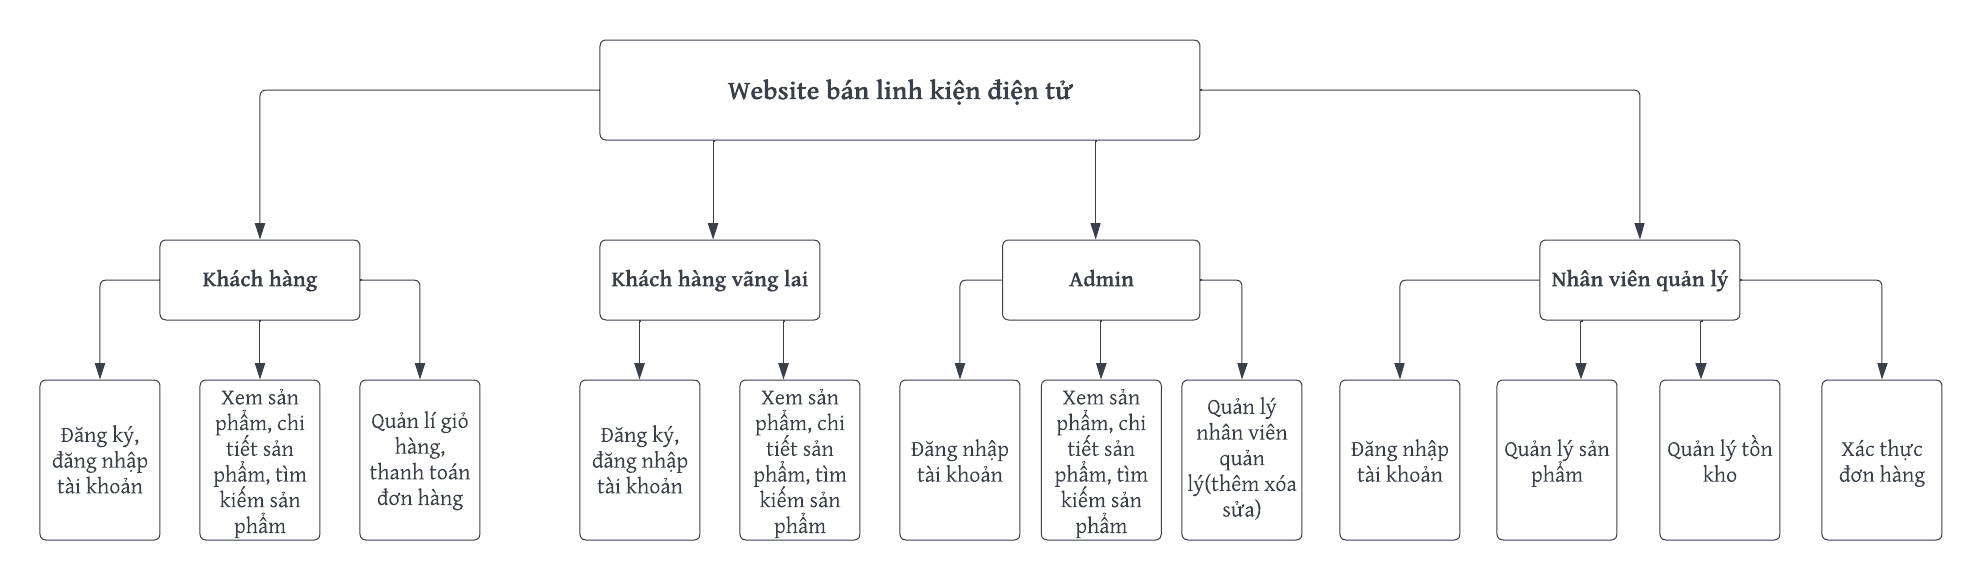 Website bán linh kiện điện tử
Khách hàng
Khách hàng vãng lai
Admin
Nhân viên quản lý
Đăng ký,
đăng nhập
tài khoản
Xem sản
phẩm, chi
tiết sản
phẩm, tìm
kiếm sản
phẩm
Quản lí giỏ
hàng,
thanh toán
đơn hàng
Đăng ký,
đăng nhập
tài khoản
Xem sản
phẩm, chi
tiết sản
phẩm, tìm
kiếm sản
phẩm
Đăng nhập
tài khoản
Xem sản
phẩm, chi
tiết sản
phẩm, tìm
kiếm sản
phẩm
Quản lý
nhân viên
quản
lý(thêm xóa
sửa)
Đăng nhập
tài khoản
Quản lý sản
phẩm
Quản lý tồn
kho
Xác thực
đơn hàng